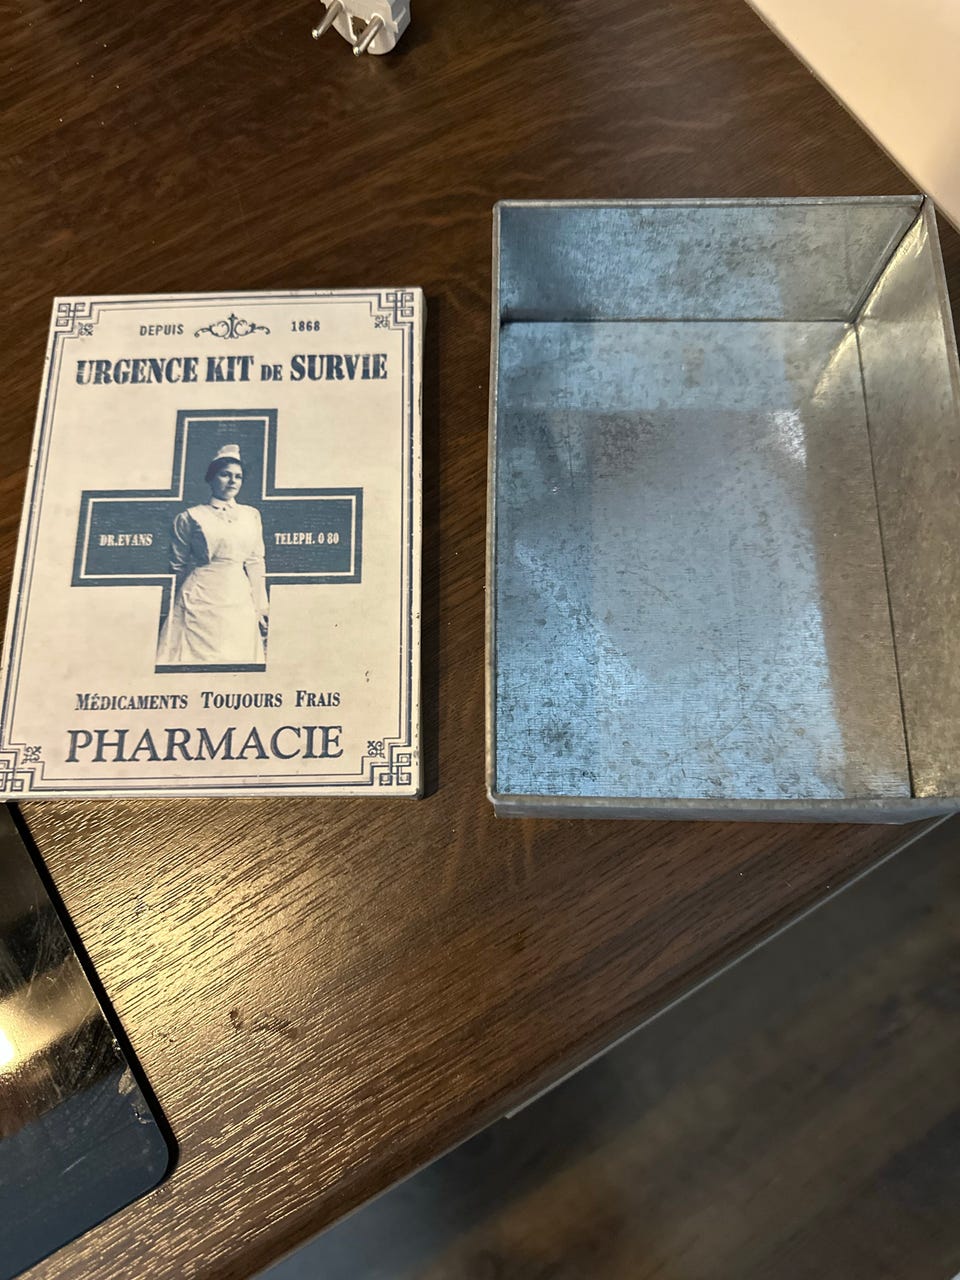 DEPUIS 1868
URGENCE KIT DE SURVIE
DR.EVANS TELEPH. 0 80
MÉDICAMENTS TOUJOURS FRAIS
PHARMACIE